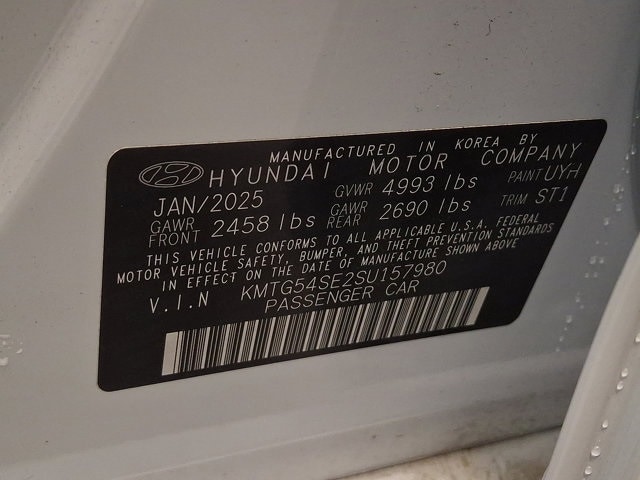 MANUFACTURED IN KOREA BY
HYUNDAI MOTOR COMPANY
JAN/2025 GVWR 4993 lbs PAINT UYH
GAWR FRONT 2458 lbs GAWR REAR 2690 lbs TRIM ST1
THIS VEHICLE CONFORMS TO ALL APPLICABLE U.S.A. FEDERAL
MOTOR VEHICLE SAFETY, BUMPER, AND THEFT PREVENTION STANDARDS
IN EFFECT ON THE DATE OF MANUFACTURE SHOWN ABOVE
V.I.N KMTG54SE2SU157980
PASSENGER CAR